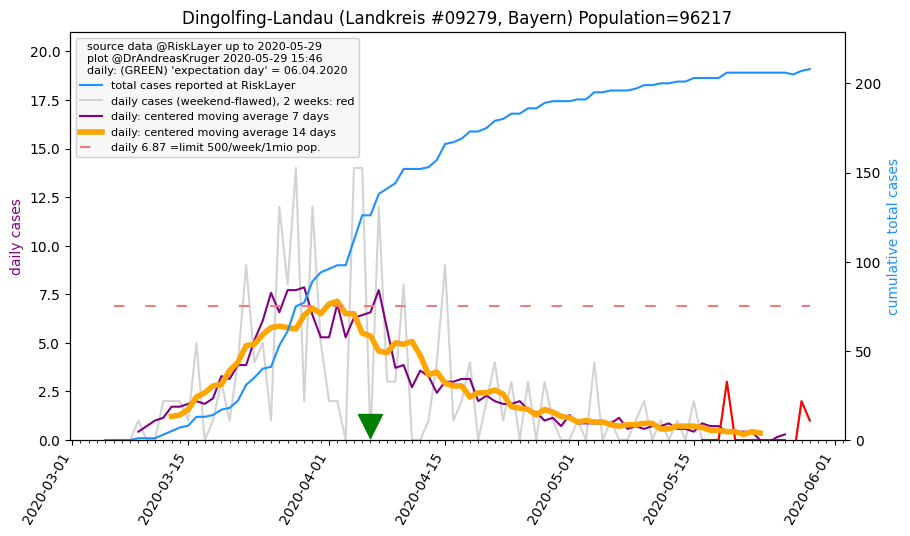 Dingolfing-Landau (Landkreis #09279, Bayern) Population=96217
source data @RiskLayer up to 2020-05-29
plot @DrAndreasKruger 2020-05-29 15:46
daily: (GREEN) 'expectation day' = 06.04.2020
total cases reported at RiskLayer
daily cases (weekend-flawed), 2 weeks: red
daily: centered moving average 7 days
daily: centered moving average 14 days
daily 6.87 =limit 500/week/1mio pop.
daily cases
20.0
17.5
15.0
12.5
10.0
7.5
5.0
2.5
0.0
200
150
100
50
0
cumulative total cases
2020-03-01
2020-03-15
2020-04-01
2020-04-15
2020-05-01
2020-05-15
2020-06-01